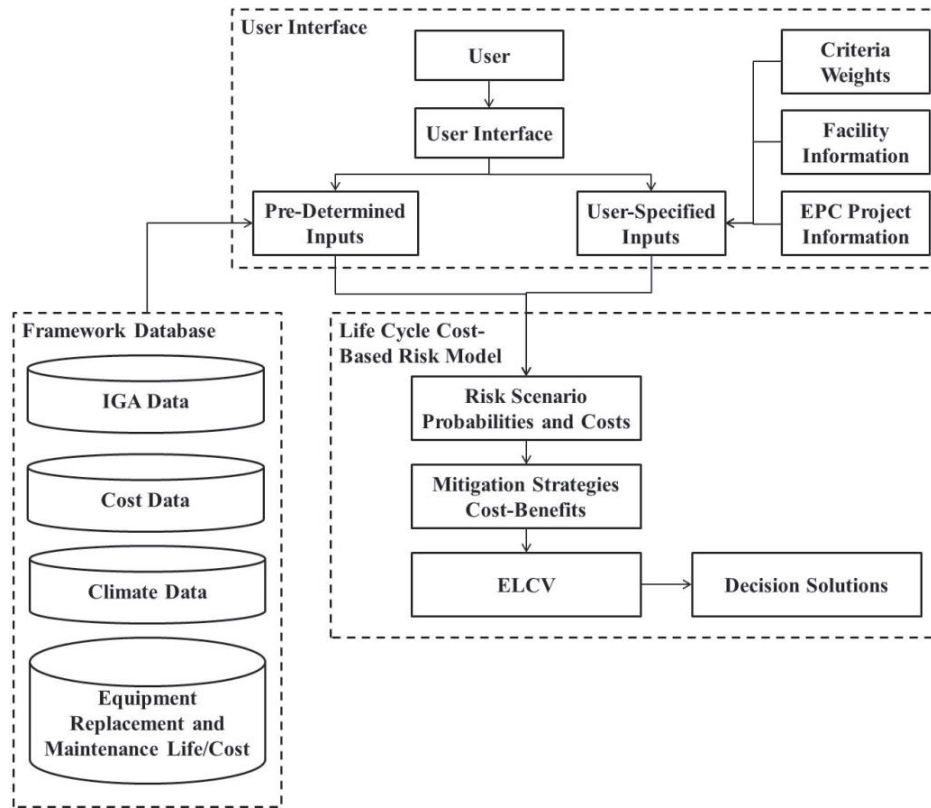 User Interface
User
User Interface
Pre-Determined
Inputs
User-Specified
Inputs
Criteria
Weights
Facility
Information
EPC Project
Information
Framework Database
IGA Data
Cost Data
Climate Data
Equipment
Replacement and
Maintenance Life/Cost
Life Cycle Cost-
Based Risk Model
Risk Scenario
Probabilities and Costs
Mitigation Strategies
Cost-Benefits
ELCV
Decision Solutions